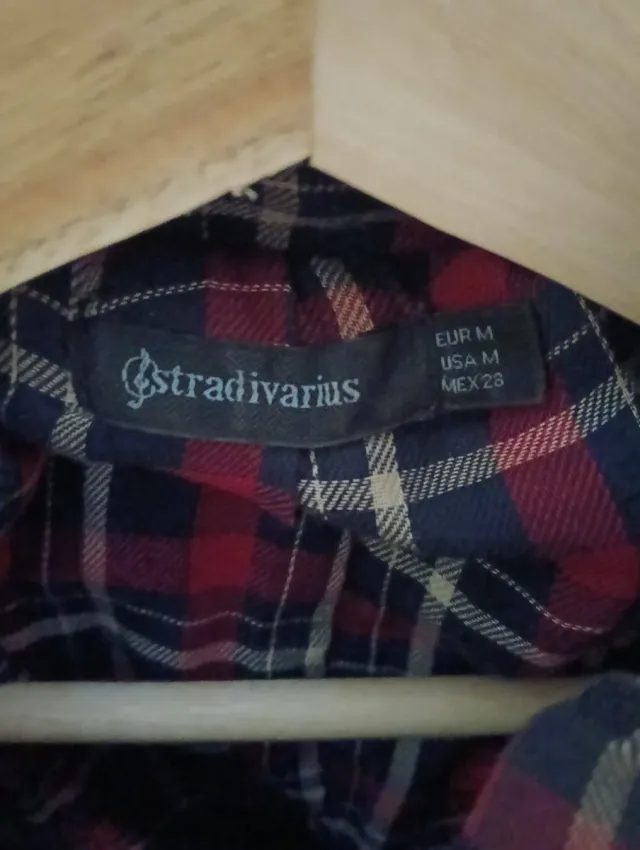 stradivarius
EUR M
USA M
MEX 28